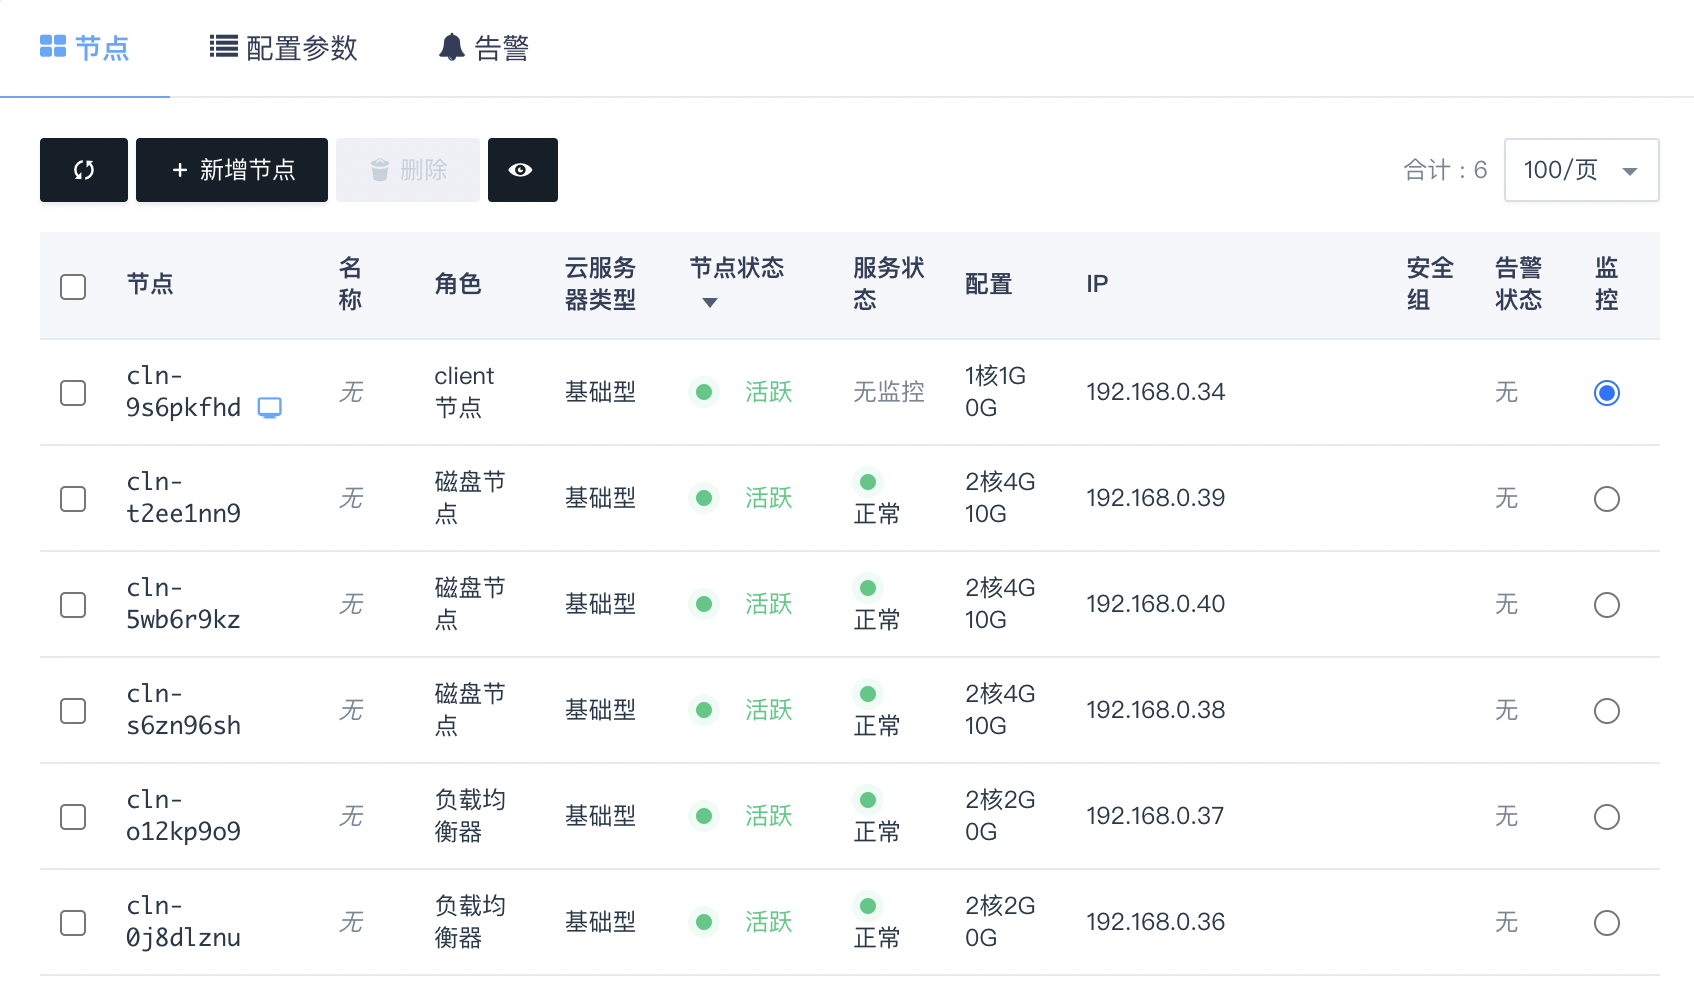 节点 配置参数 告警
+ 新增节点 删除 合计：6 100/页
节点 名称 角色 云服务器类型 节点状态 服务状态 配置 IP 安全组 告警状态 监控
cln-9s6pkfhd 无 client节点 基础型 活跃 无监控 1核1G 0G 192.168.0.34 无
cln-t2ee1nn9 无 磁盘节点 基础型 活跃 正常 2核4G 10G 192.168.0.39 无
cln-5wb6r9kz 无 磁盘节点 基础型 活跃 正常 2核4G 10G 192.168.0.40 无
cln-s6zn96sh 无 磁盘节点 基础型 活跃 正常 2核4G 10G 192.168.0.38 无
cln-o12kp9o9 无 负载均衡器 基础型 活跃 正常 2核2G 0G 192.168.0.37 无
cln-0j8dlznu 无 负载均衡器 基础型 活跃 正常 2核2G 0G 192.168.0.36 无